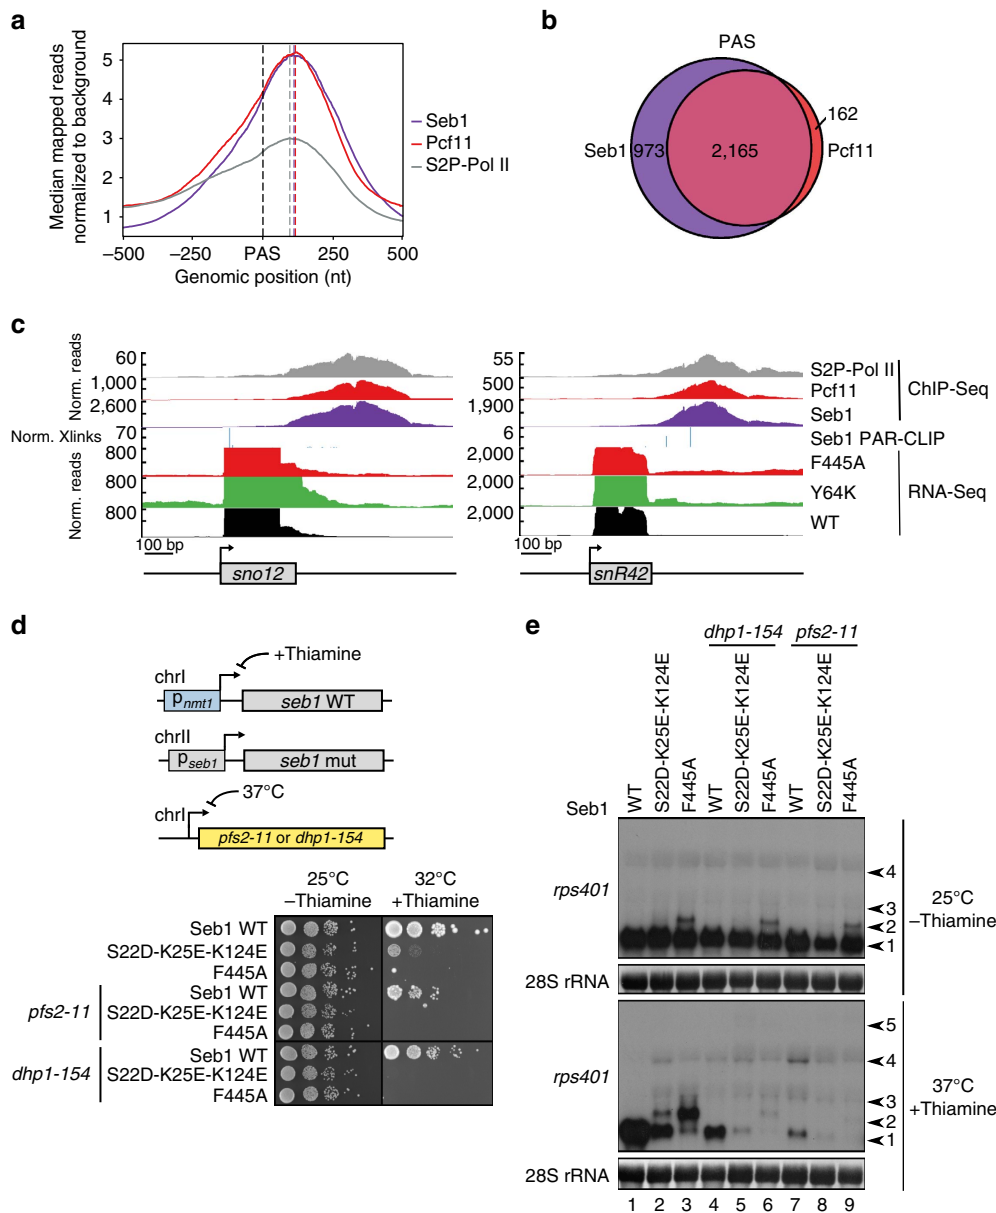 a
Median mapped reads
normalized to background
5
4
3
2
1
–500
–250
PAS
250
500
Genomic position (nt)
Seb1
Pcf11
S2P-Pol II
b
PAS
162
Seb1
973
2,165
Pcf11
c
Norm. reads
60
1,000
2,600
Norm. Xlinks
70
Norm. reads
800
800
800
100 bp
sno12
55
500
1,900
6
2,000
2,000
2,000
100 bp
snR42
S2P-Pol II
Pcf11
Seb1
ChIP-Seq
Seb1 PAR-CLIP
F445A
Y64K
WT
RNA-Seq
d
+Thiamine
chrI
pnmt1
seb1 WT
chrII
pseb1
seb1 mut
37°C
chrI
pfs2-11 or dhp1-154
25°C
–Thiamine
32°C
+Thiamine
Seb1 WT
S22D-K25E-K124E
F445A
pfs2-11
Seb1 WT
S22D-K25E-K124E
F445A
dhp1-154
Seb1 WT
S22D-K25E-K124E
F445A
e
dhp1-154
pfs2-11
Seb1
WT
S22D-K25E-K124E
F445A
WT
S22D-K25E-K124E
F445A
WT
S22D-K25E-K124E
F445A
rps401
4
3
2
1
25°C
–Thiamine
28S rRNA
rps401
5
4
3
2
1
37°C
+Thiamine
28S rRNA
1 2 3 4 5 6 7 8 9